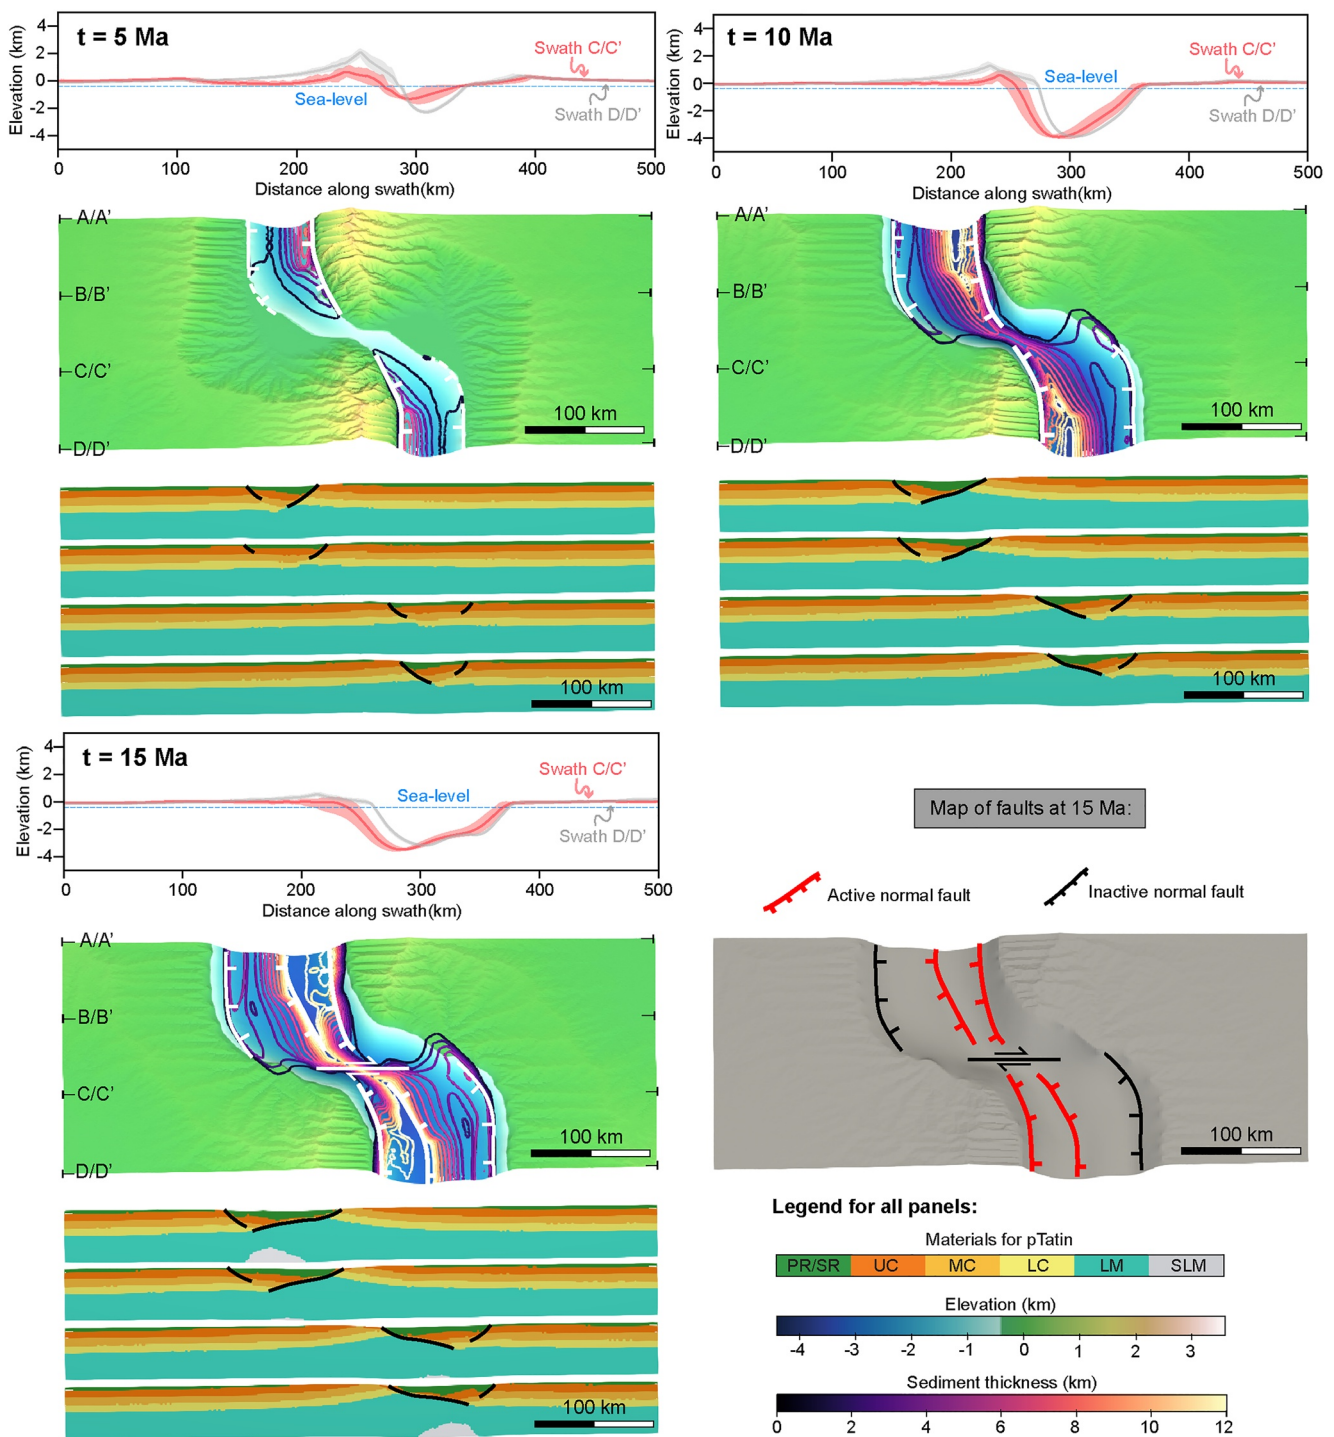 t = 5 Ma
Elevation (km)
4
2
0
-2
-4
Swath C/C'
Sea-level
Swath D/D'
0 100 200 300 400 500
Distance along swath(km)
A/A'
B/B'
C/C'
D/D'
100 km
100 km
t = 10 Ma
Elevation (km)
4
2
0
-2
-4
Swath C/C'
Sea-level
Swath D/D'
0 100 200 300 400 500
Distance along swath(km)
A/A'
B/B'
C/C'
D/D'
100 km
100 km
t = 15 Ma
Elevation (km)
4
2
0
-2
-4
Swath C/C'
Sea-level
Swath D/D'
0 100 200 300 400 500
Distance along swath(km)
A/A'
B/B'
C/C'
D/D'
100 km
100 km
Map of faults at 15 Ma:
Active normal fault
Inactive normal fault
100 km
Legend for all panels:
Materials for pTatin
PR/SR UC MC LC LM SLM
Elevation (km)
-4 -3 -2 -1 0 1 2 3
Sediment thickness (km)
0 2 4 6 8 10 12